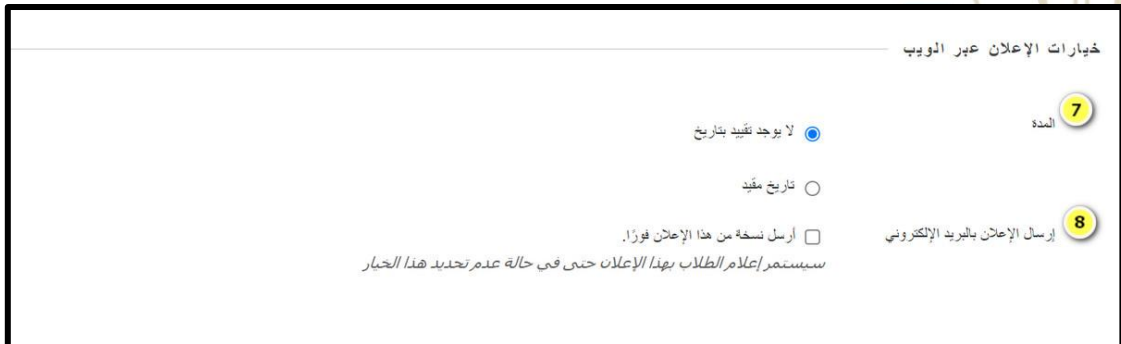 خيارات الإعلان عبر الويب
7
المدة
لا يوجد تقييد بتاريخ
تاريخ مقيد
8
إرسال الإعلان بالبريد الإلكتروني
أرسل نسخة من هذا الإعلان فورًا.
سيستمر إعلام الطلاب بهذا الإعلان حتى في حالة عدم تحديد هذا الخيار